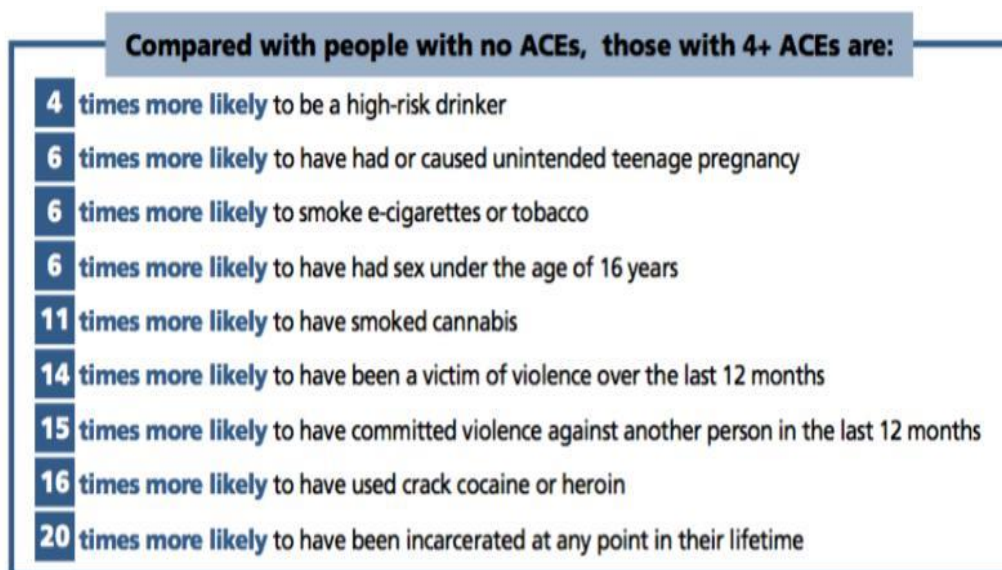 Compared with people with no ACEs, those with 4+ ACEs are:
4 times more likely to be a high-risk drinker
6 times more likely to have had or caused unintended teenage pregnancy
6 times more likely to smoke e-cigarettes or tobacco
6 times more likely to have had sex under the age of 16 years
11 times more likely to have smoked cannabis
14 times more likely to have been a victim of violence over the last 12 months
15 times more likely to have committed violence against another person in the last 12 months
16 times more likely to have used crack cocaine or heroin
20 times more likely to have been incarcerated at any point in their lifetime